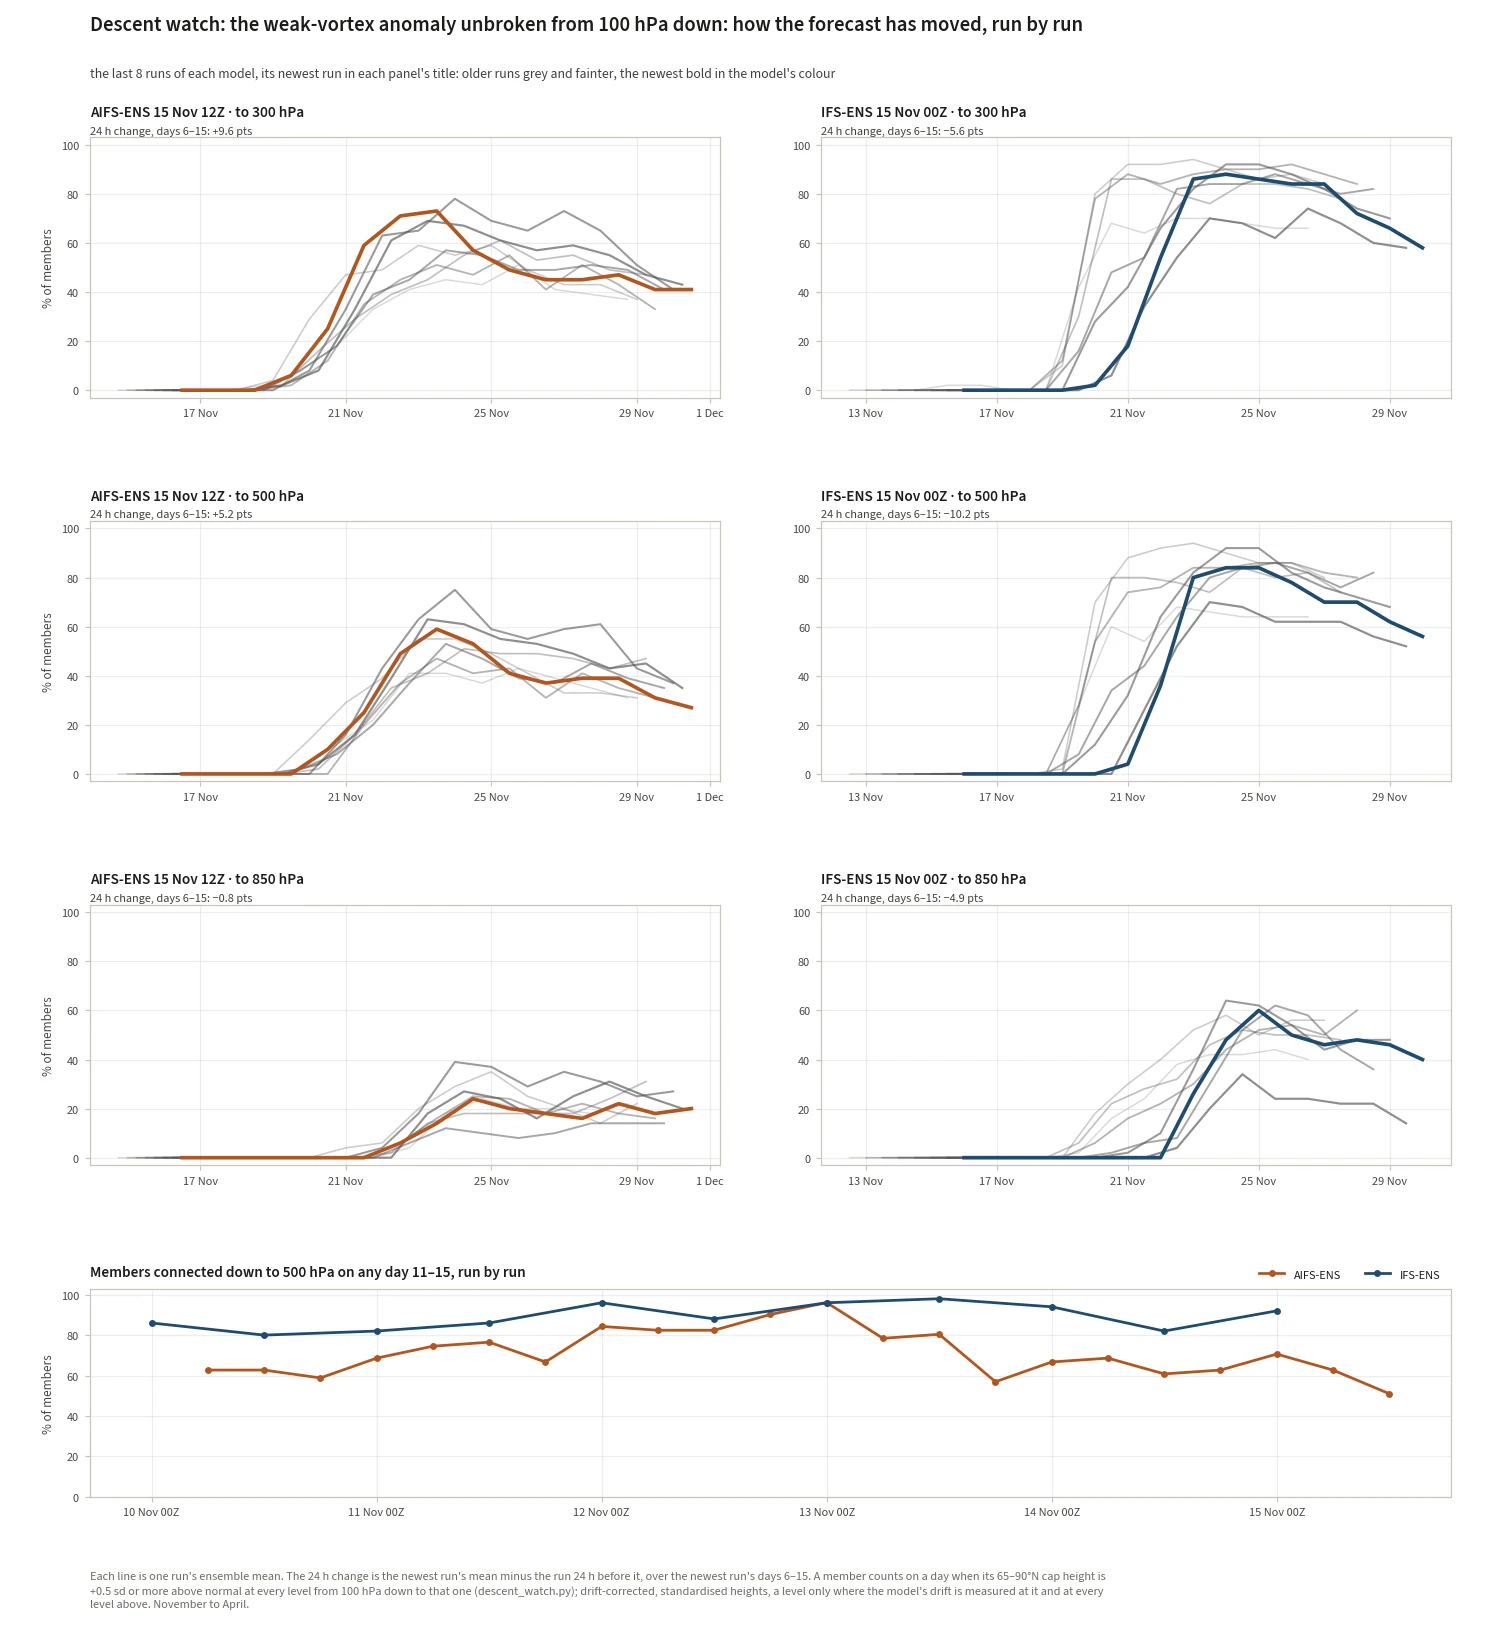 Descent watch: the weak-vortex anomaly unbroken from 100 hPa down: how the forecast has moved, run by run
the last 8 runs of each model, its newest run in each panel's title: older runs grey and fainter, the newest bold in the model's colour
AIFS-ENS 15 Nov 12Z · to 300 hPa
24 h change, days 6–15: +9.6 pts
% of members
100
80
60
40
20
0
17 Nov
21 Nov
25 Nov
29 Nov
1 Dec
IFS-ENS 15 Nov 00Z · to 300 hPa
24 h change, days 6–15: −5.6 pts
100
80
60
40
20
0
13 Nov
17 Nov
21 Nov
25 Nov
29 Nov
AIFS-ENS 15 Nov 12Z · to 500 hPa
24 h change, days 6–15: +5.2 pts
% of members
100
80
60
40
20
0
17 Nov
21 Nov
25 Nov
29 Nov
1 Dec
IFS-ENS 15 Nov 00Z · to 500 hPa
24 h change, days 6–15: −10.2 pts
100
80
60
40
20
0
13 Nov
17 Nov
21 Nov
25 Nov
29 Nov
AIFS-ENS 15 Nov 12Z · to 850 hPa
24 h change, days 6–15: −0.8 pts
% of members
100
80
60
40
20
0
17 Nov
21 Nov
25 Nov
29 Nov
1 Dec
IFS-ENS 15 Nov 00Z · to 850 hPa
24 h change, days 6–15: −4.9 pts
100
80
60
40
20
0
13 Nov
17 Nov
21 Nov
25 Nov
29 Nov
Members connected down to 500 hPa on any day 11–15, run by run
AIFS-ENS
IFS-ENS
% of members
100
80
60
40
20
0
10 Nov 00Z
11 Nov 00Z
12 Nov 00Z
13 Nov 00Z
14 Nov 00Z
15 Nov 00Z
Each line is one run's ensemble mean. The 24 h change is the newest run's mean minus the run 24 h before it, over the newest run's days 6–15. A member counts on a day when its 65–90°N cap height is
+0.5 sd or more above normal at every level from 100 hPa down to that one (descent_watch.py); drift-corrected, standardised heights, a level only where the model's drift is measured at it and at every
level above. November to April.